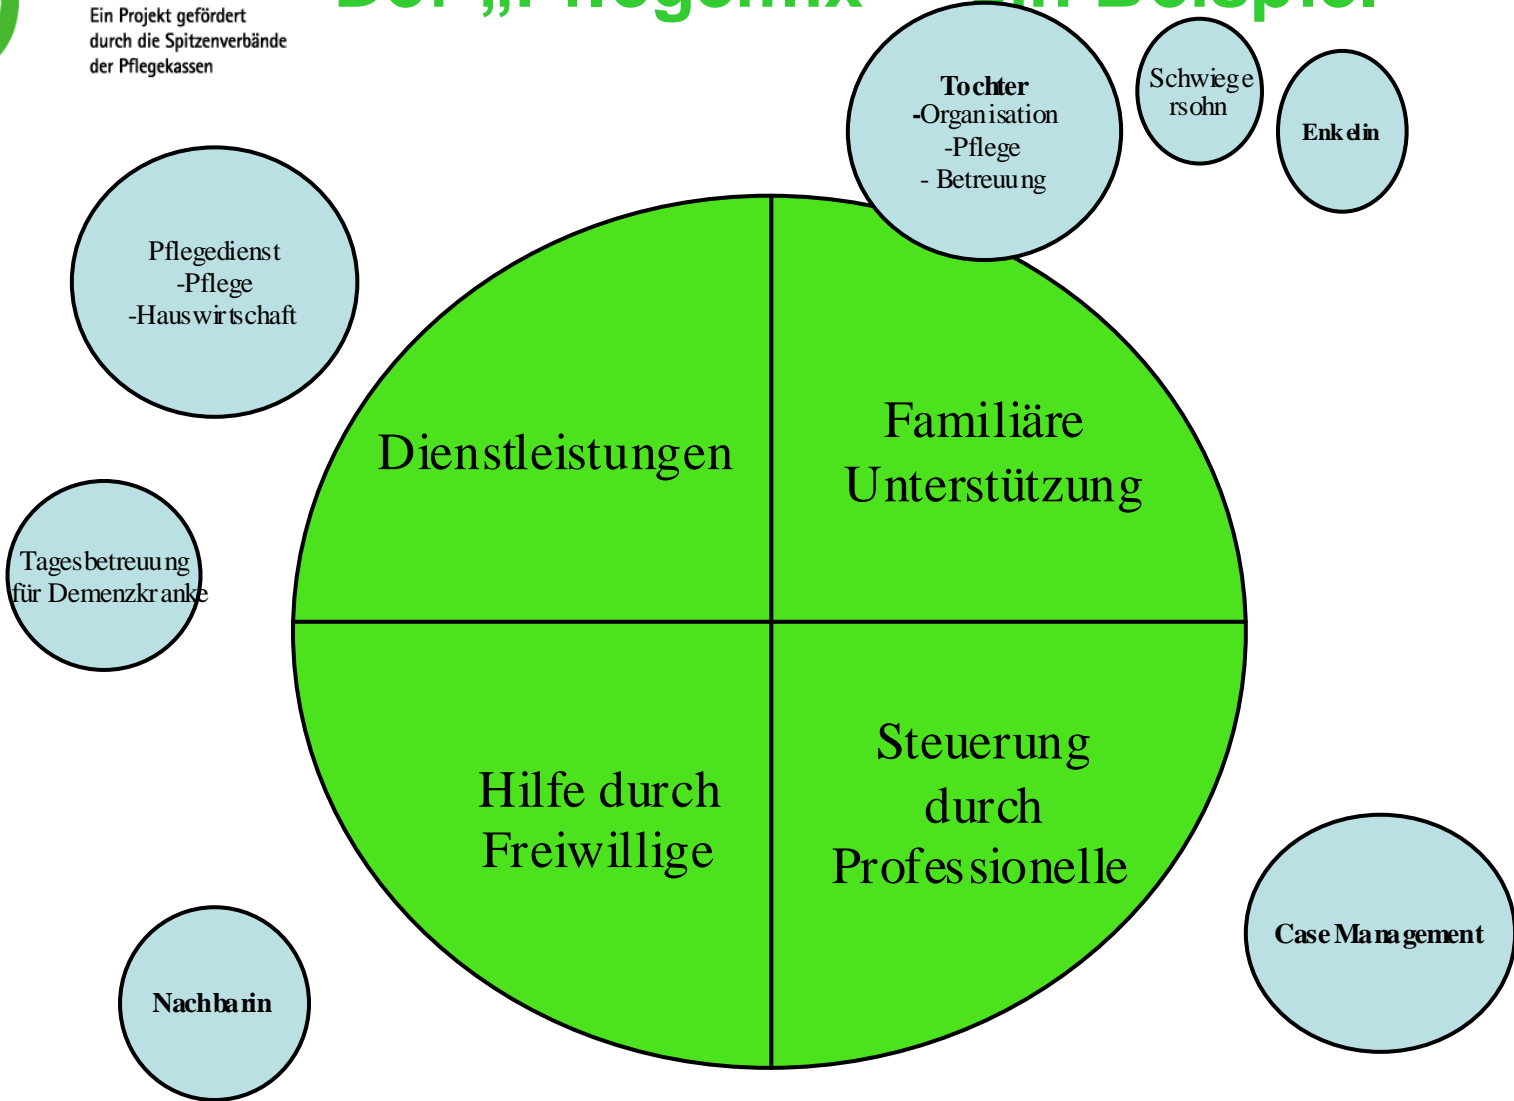 Ein Projekt gefördert
durch die Spitzenverbände
der Pflegekassen
Tochter
-Organisation
-Pflege
- Betreuung
Schwiege
rsohn
Enkelin
Pflegedienst
-Pflege
-Hauswirtschaft
Dienstleistungen
Familiäre
Unterstützung
Tagesbetreuung
für Demenzkranke
Hilfe durch
Freiwillige
Steuerung
durch
Professionelle
Nachbarin
Case Management